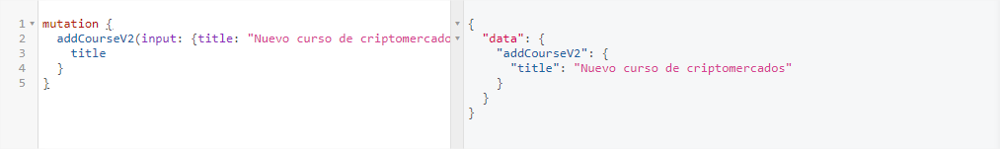 1 mutation {
2 addCourseV2(input: {title: "Nuevo curso de criptomercado
3 title
4 }
5 }
{
"data": {
"addCourseV2": {
"title": "Nuevo curso de criptomercados"
}
}
}